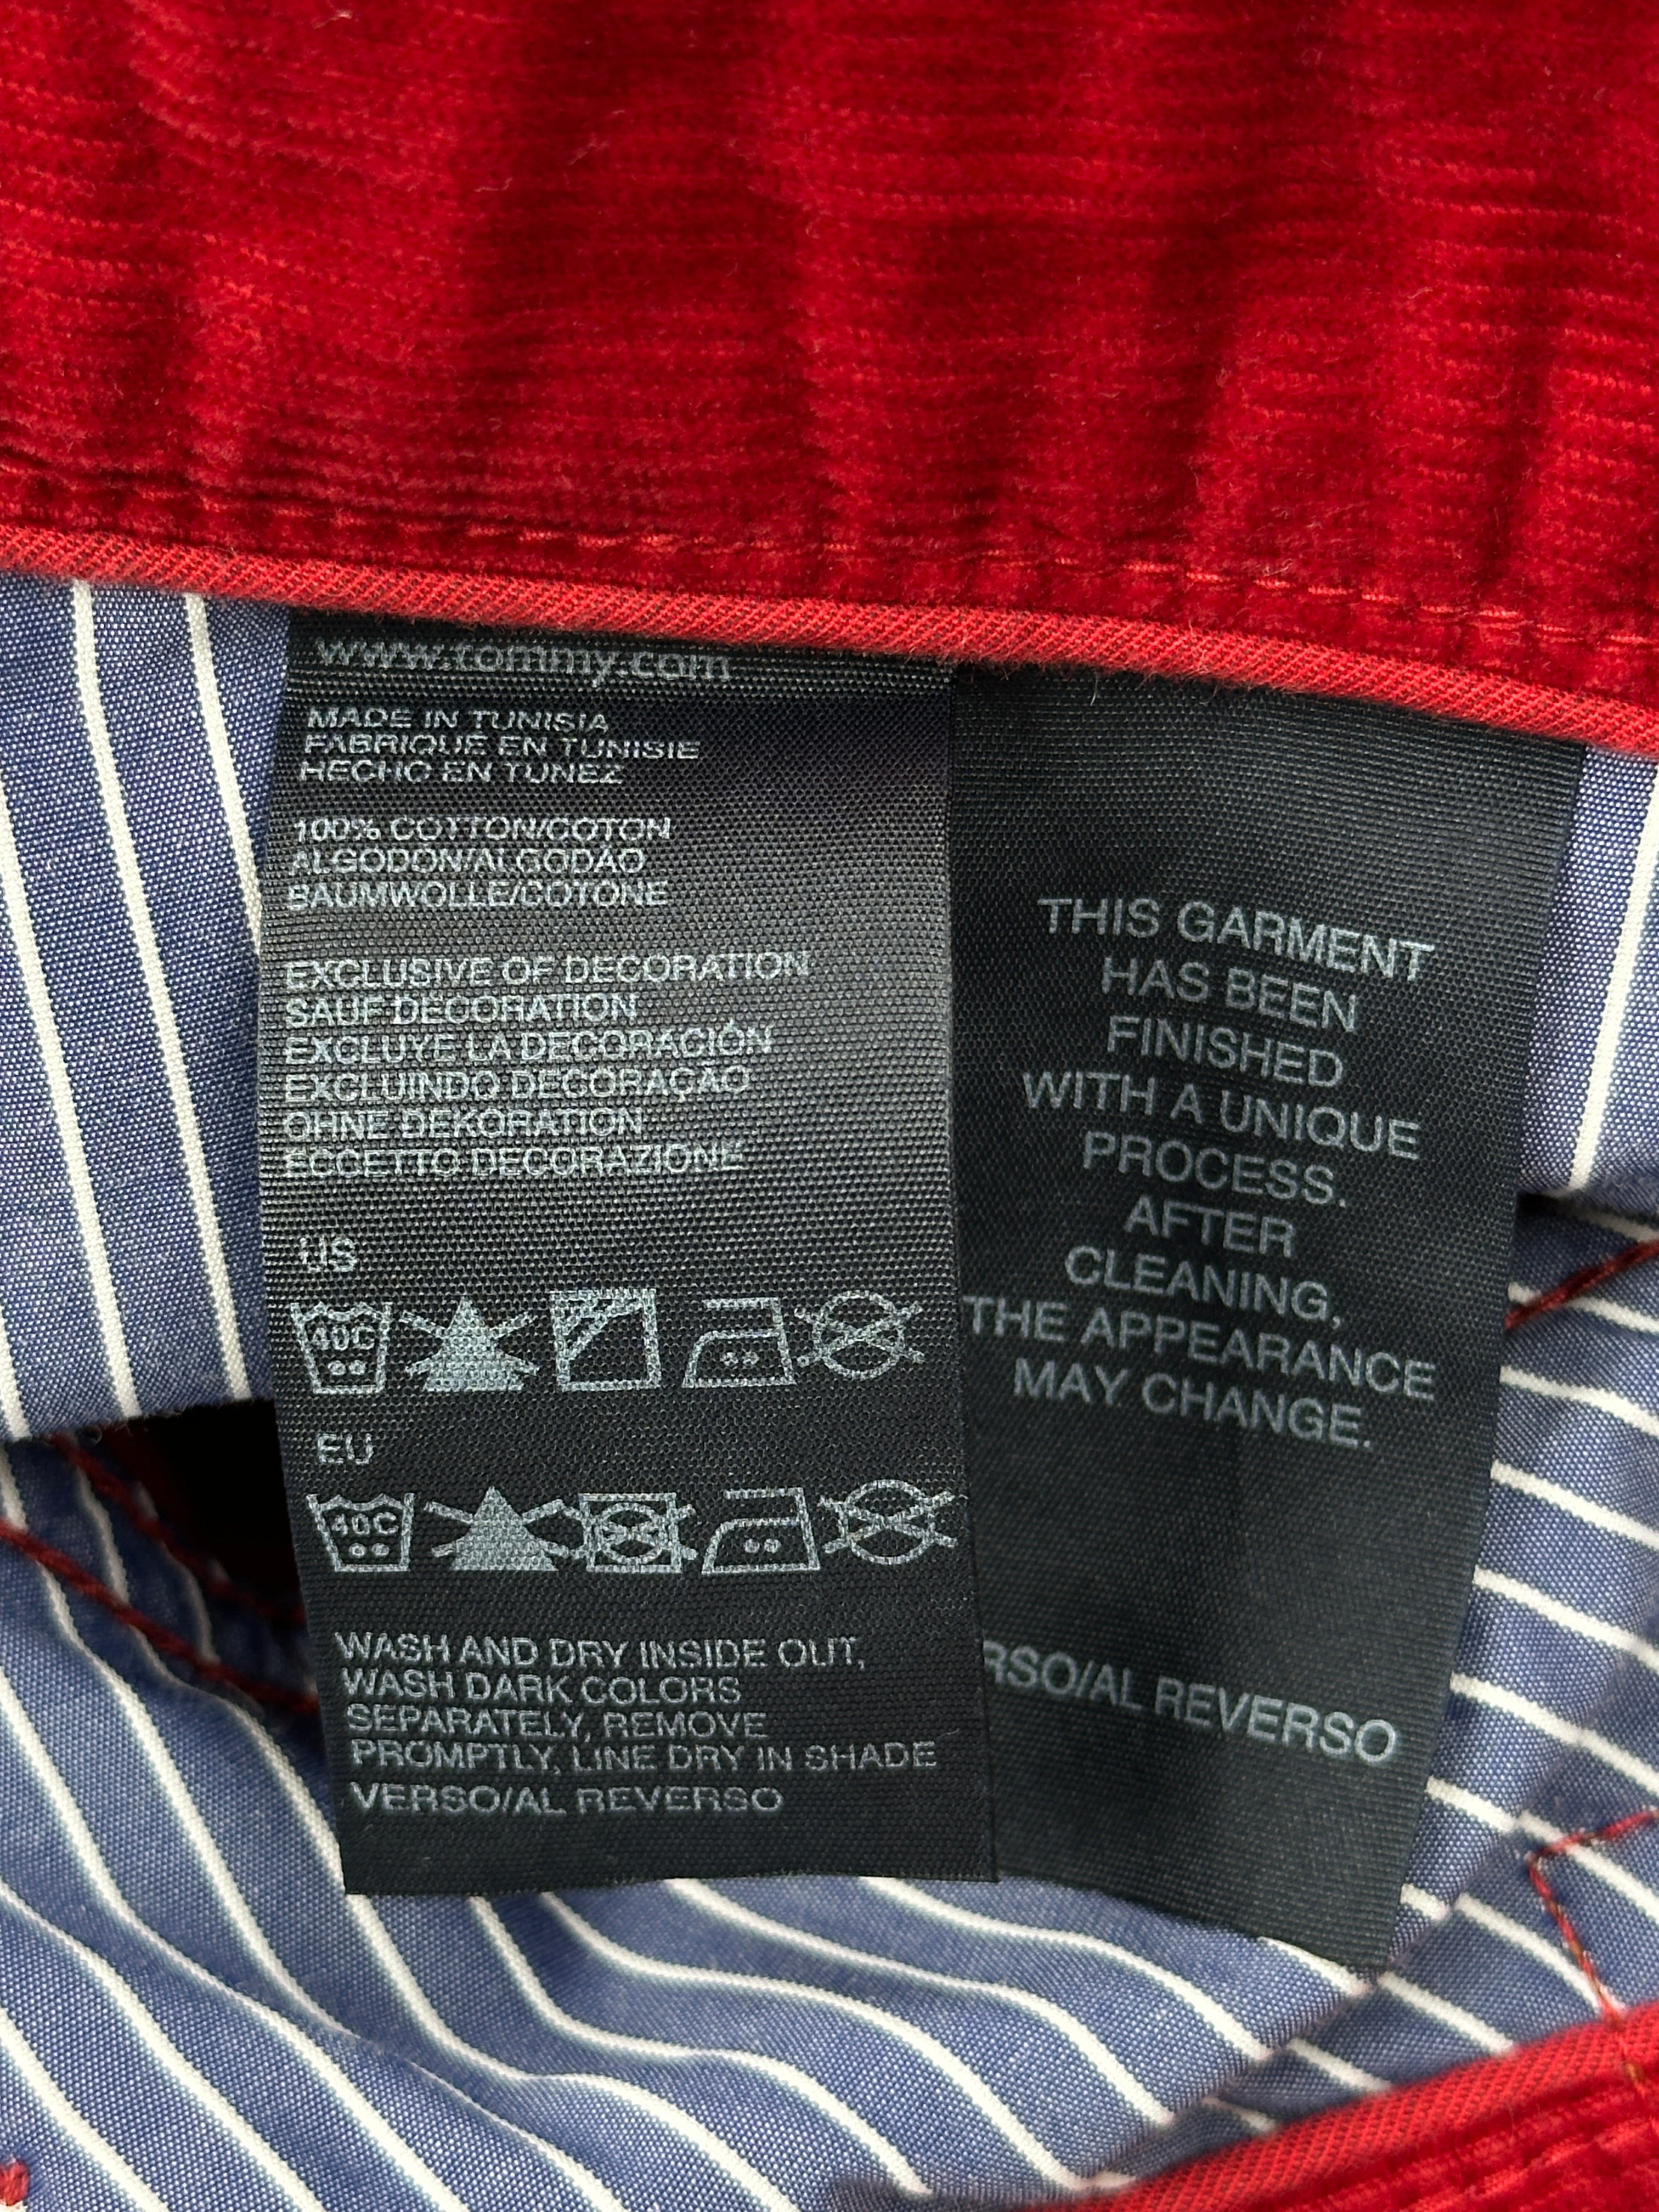 www.tommy.com
MADE IN TUNISIA
FABRIQUE EN TUNISIE
HECHO EN TUNEZ
100% COTTON/COTON
ALGODÓN/ALGODÃO
BAUMWOLLE/COTONE
EXCLUSIVE OF DECORATION
SAUF DECORATION
EXCLUYE LA DECORACIÓN
EXCLUINDO DECORAÇÃO
OHNE DEKORATION
ECCETTO DECORAZIONE
US
40C
EU
40C
WASH AND DRY INSIDE OUT,
WASH DARK COLORS
SEPARATELY, REMOVE
PROMPTLY, LINE DRY IN SHADE
VERSO/AL REVERSO
THIS GARMENT
HAS BEEN
FINISHED
WITH A UNIQUE
PROCESS.
AFTER
CLEANING,
THE APPEARANCE
MAY CHANGE.
RSO/AL REVERSO